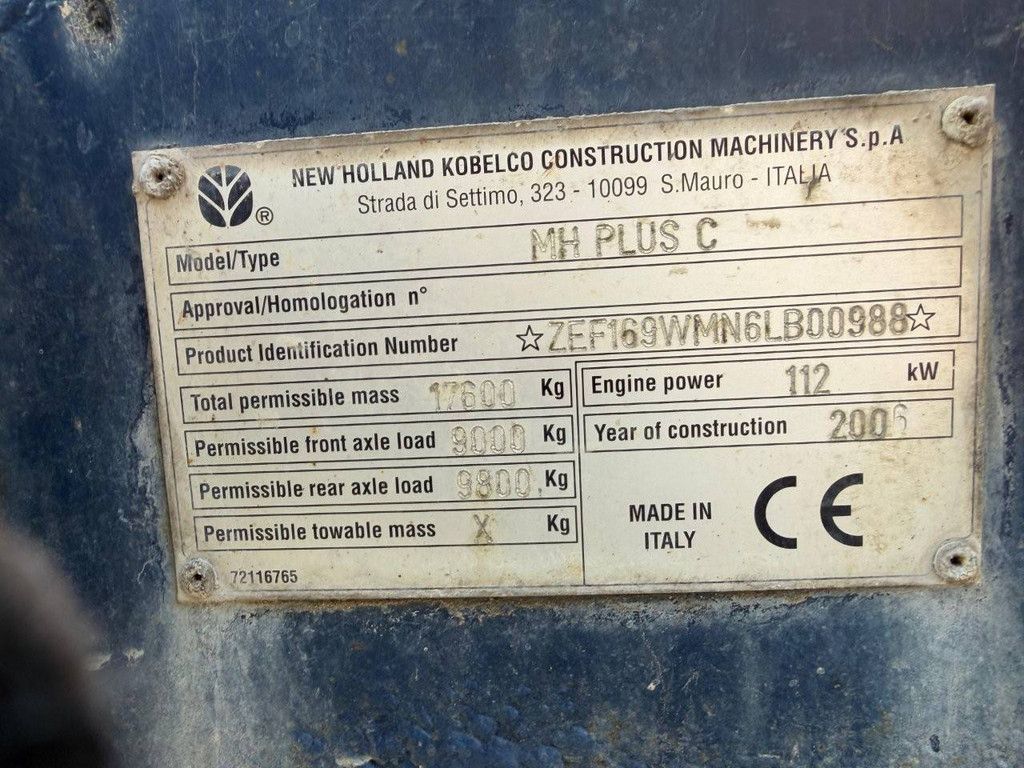 ®
NEW HOLLAND KOBELCO CONSTRUCTION MACHINERY S.p.A
Strada di Settimo, 323 - 10099 S.Mauro - ITALIA
Model/Type MH PLUS C
Approval/Homologation n°
Product Identification Number ☆ZEF169WMN6LB00988☆
Total permissible mass 17600 Kg
Engine power 112 kW
Permissible front axle load 9000 Kg
Year of construction 2006
Permissible rear axle load 9800 Kg
Permissible towable mass X Kg
MADE IN
ITALY
CE
72116765